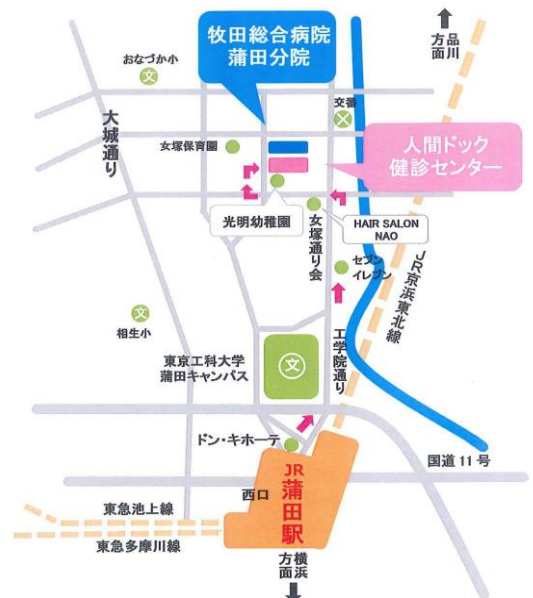 品川
方面
牧田総合病院
蒲田分院
おなづか小
文
交番
大城通り
女塚保育園
人間ドック
健診センター
光明幼稚園
HAIR SALON
NAO
女塚通り会
セブン
イレブン
JR京浜東北線
文
相生小
工学院通り
東京工科大学
蒲田キャンパス
文
ドン・キホーテ
国道11号
西口
JR
蒲田駅
東急池上線
東急多摩川線
横浜
方面